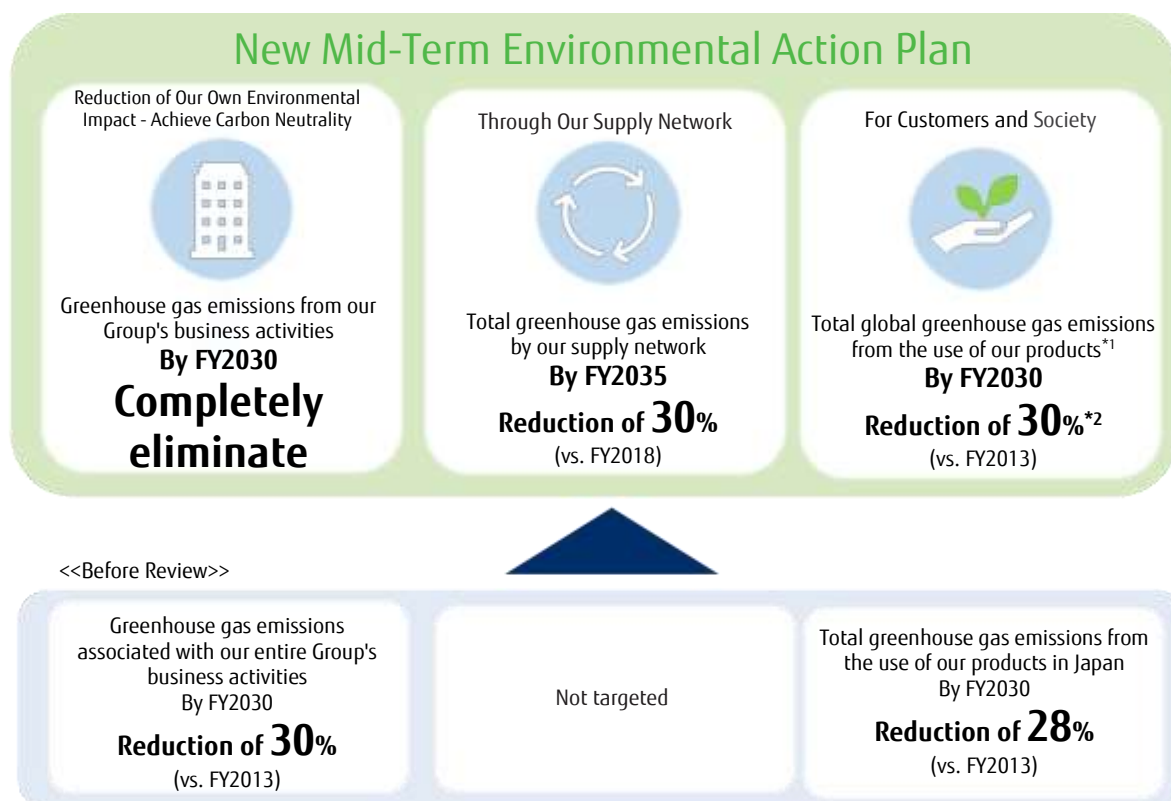 New Mid-Term Environmental Action Plan
Reduction of Our Own Environmental
Impact - Achieve Carbon Neutrality
Greenhouse gas emissions from our
Group's business activities
By FY2030
Completely
eliminate
Through Our Supply Network
Total greenhouse gas emissions
by our supply network
By FY2035
Reduction of 30%
(vs. FY2018)
For Customers and Society
Total global greenhouse gas emissions
from the use of our products*1
By FY2030
Reduction of 30%*2
(vs. FY2013)
<<Before Review>>
Greenhouse gas emissions
associated with our entire Group's
business activities
By FY2030
Reduction of 30%
(vs. FY2013)
Not targeted
Total greenhouse gas emissions from
the use of our products in Japan
By FY2030
Reduction of 28%
(vs. FY2013)